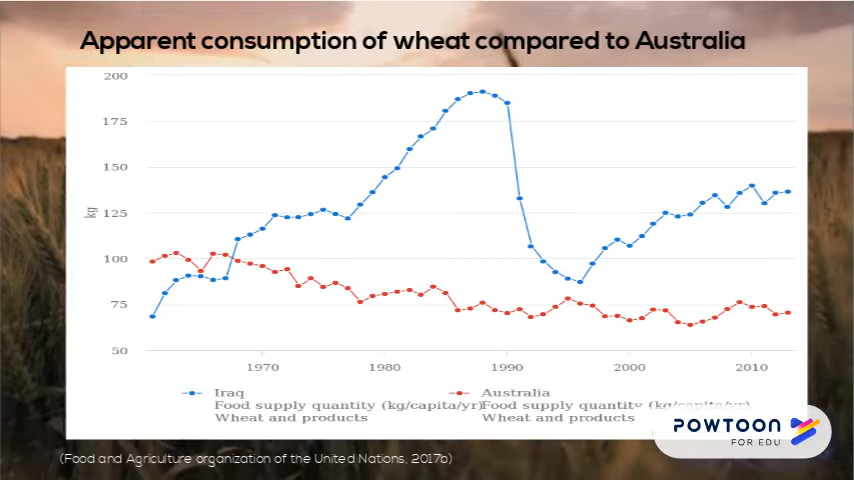 Apparent consumption of wheat compared to Australia
200
175
150
125
100
75
50
kg
1970
1980
1990
2000
2010
Iraq
Food supply quantity (kg/capita/yr)
Wheat and products
Australia
Food supply quantity (kg/capita/yr)
Wheat and products
POWTOON
FOR EDU
(Food and Agriculture organization of the United Nations, 2017b)